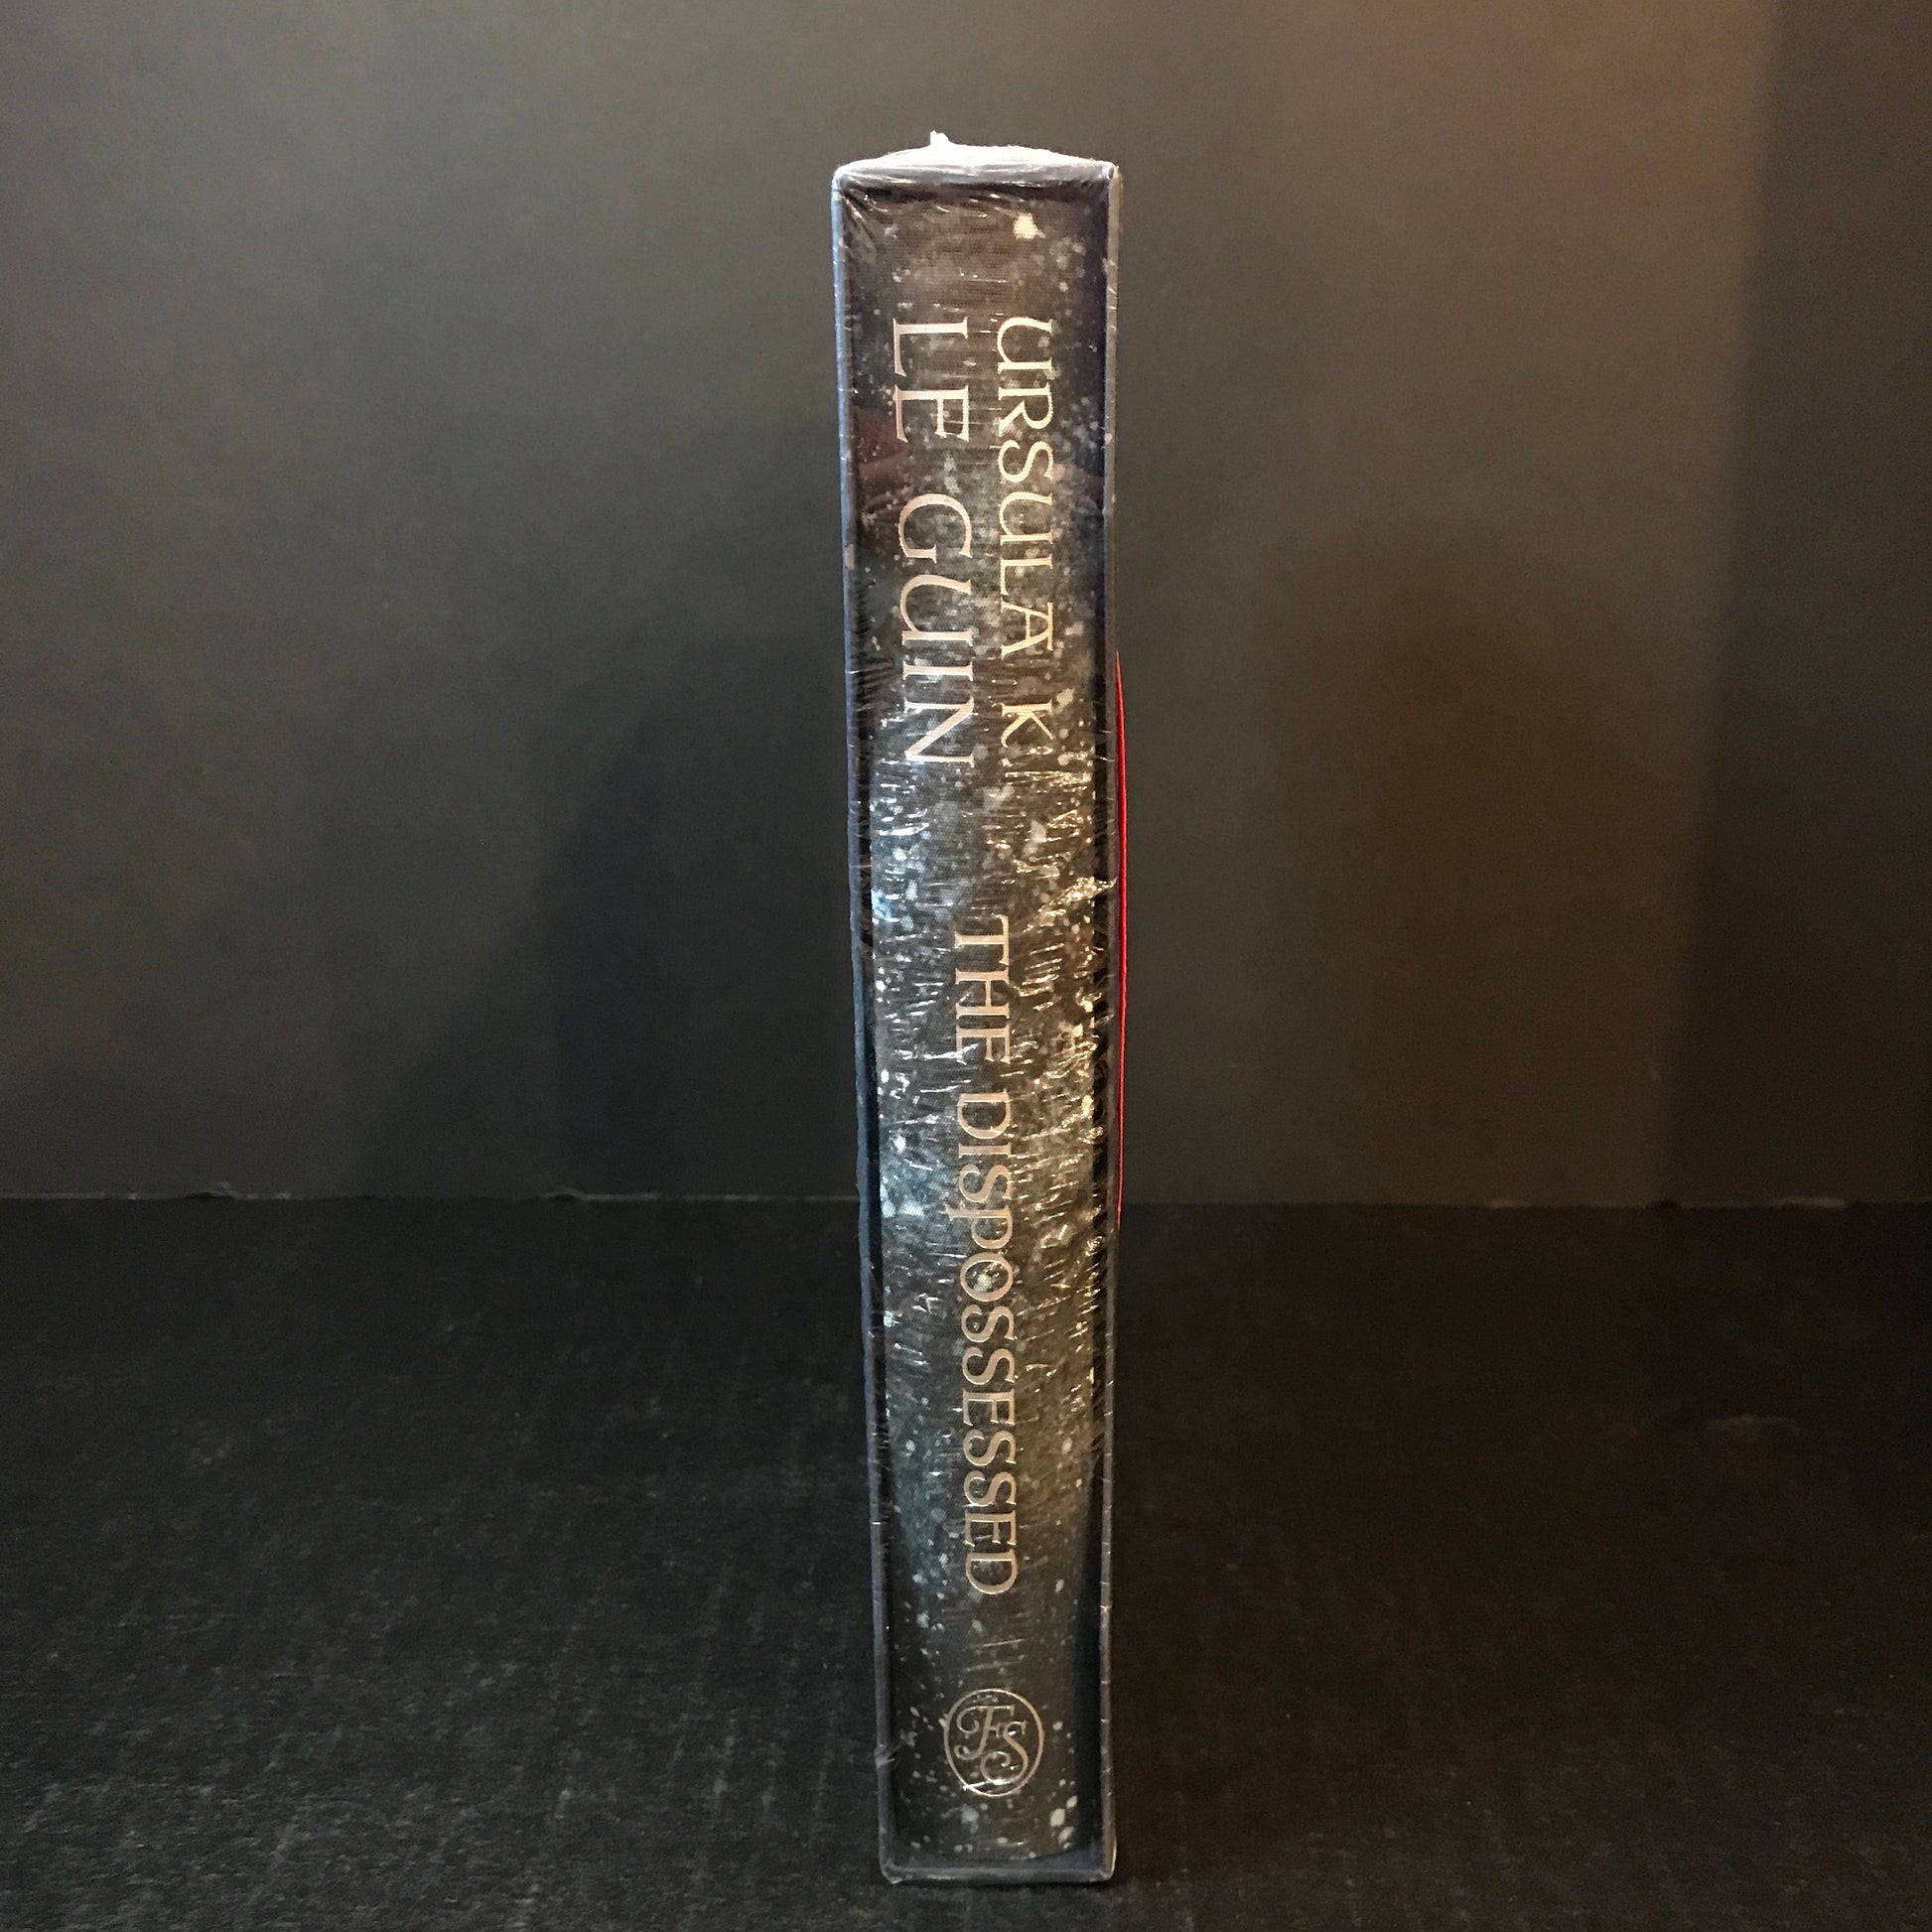 URSULA K.
LE GUIN
THE DISPOSSESSED
FS